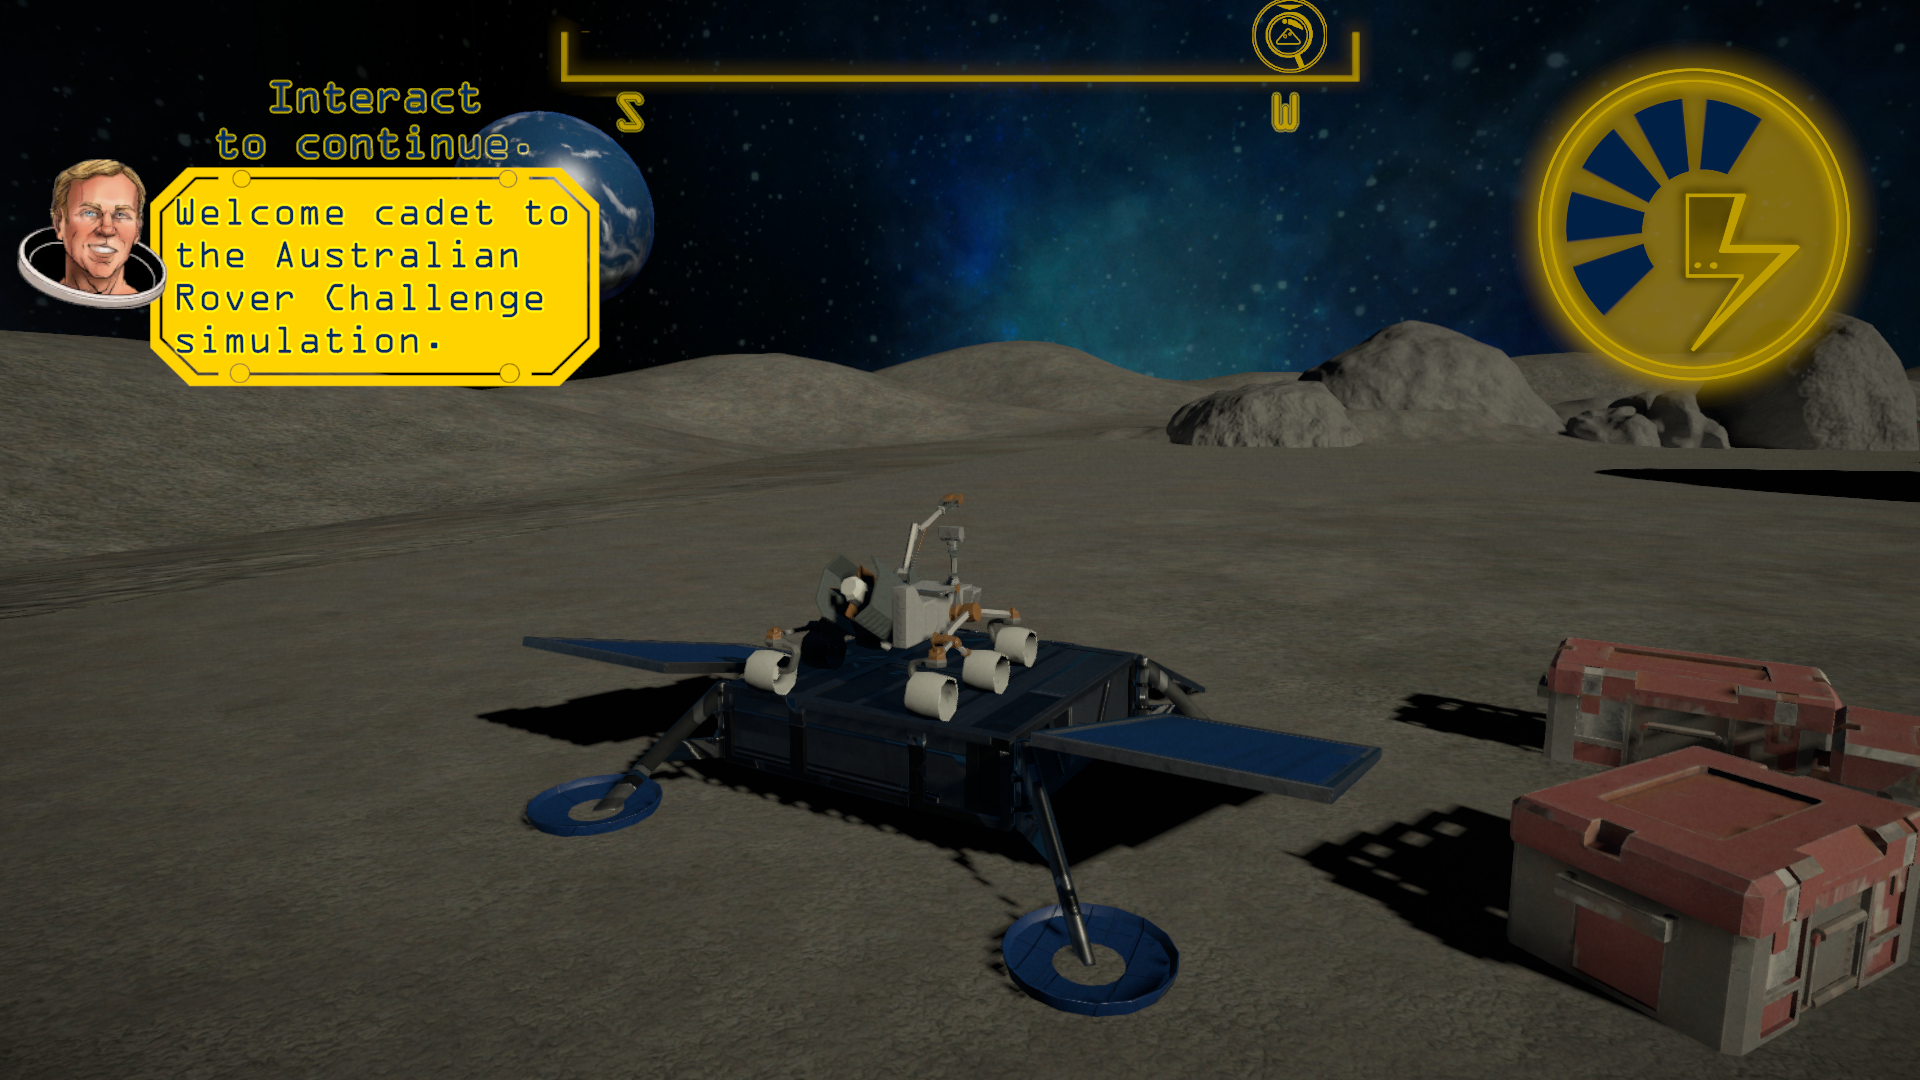 Interact
to continue.
S
W
Welcome cadet to
the Australian
Rover Challenge
simulation.